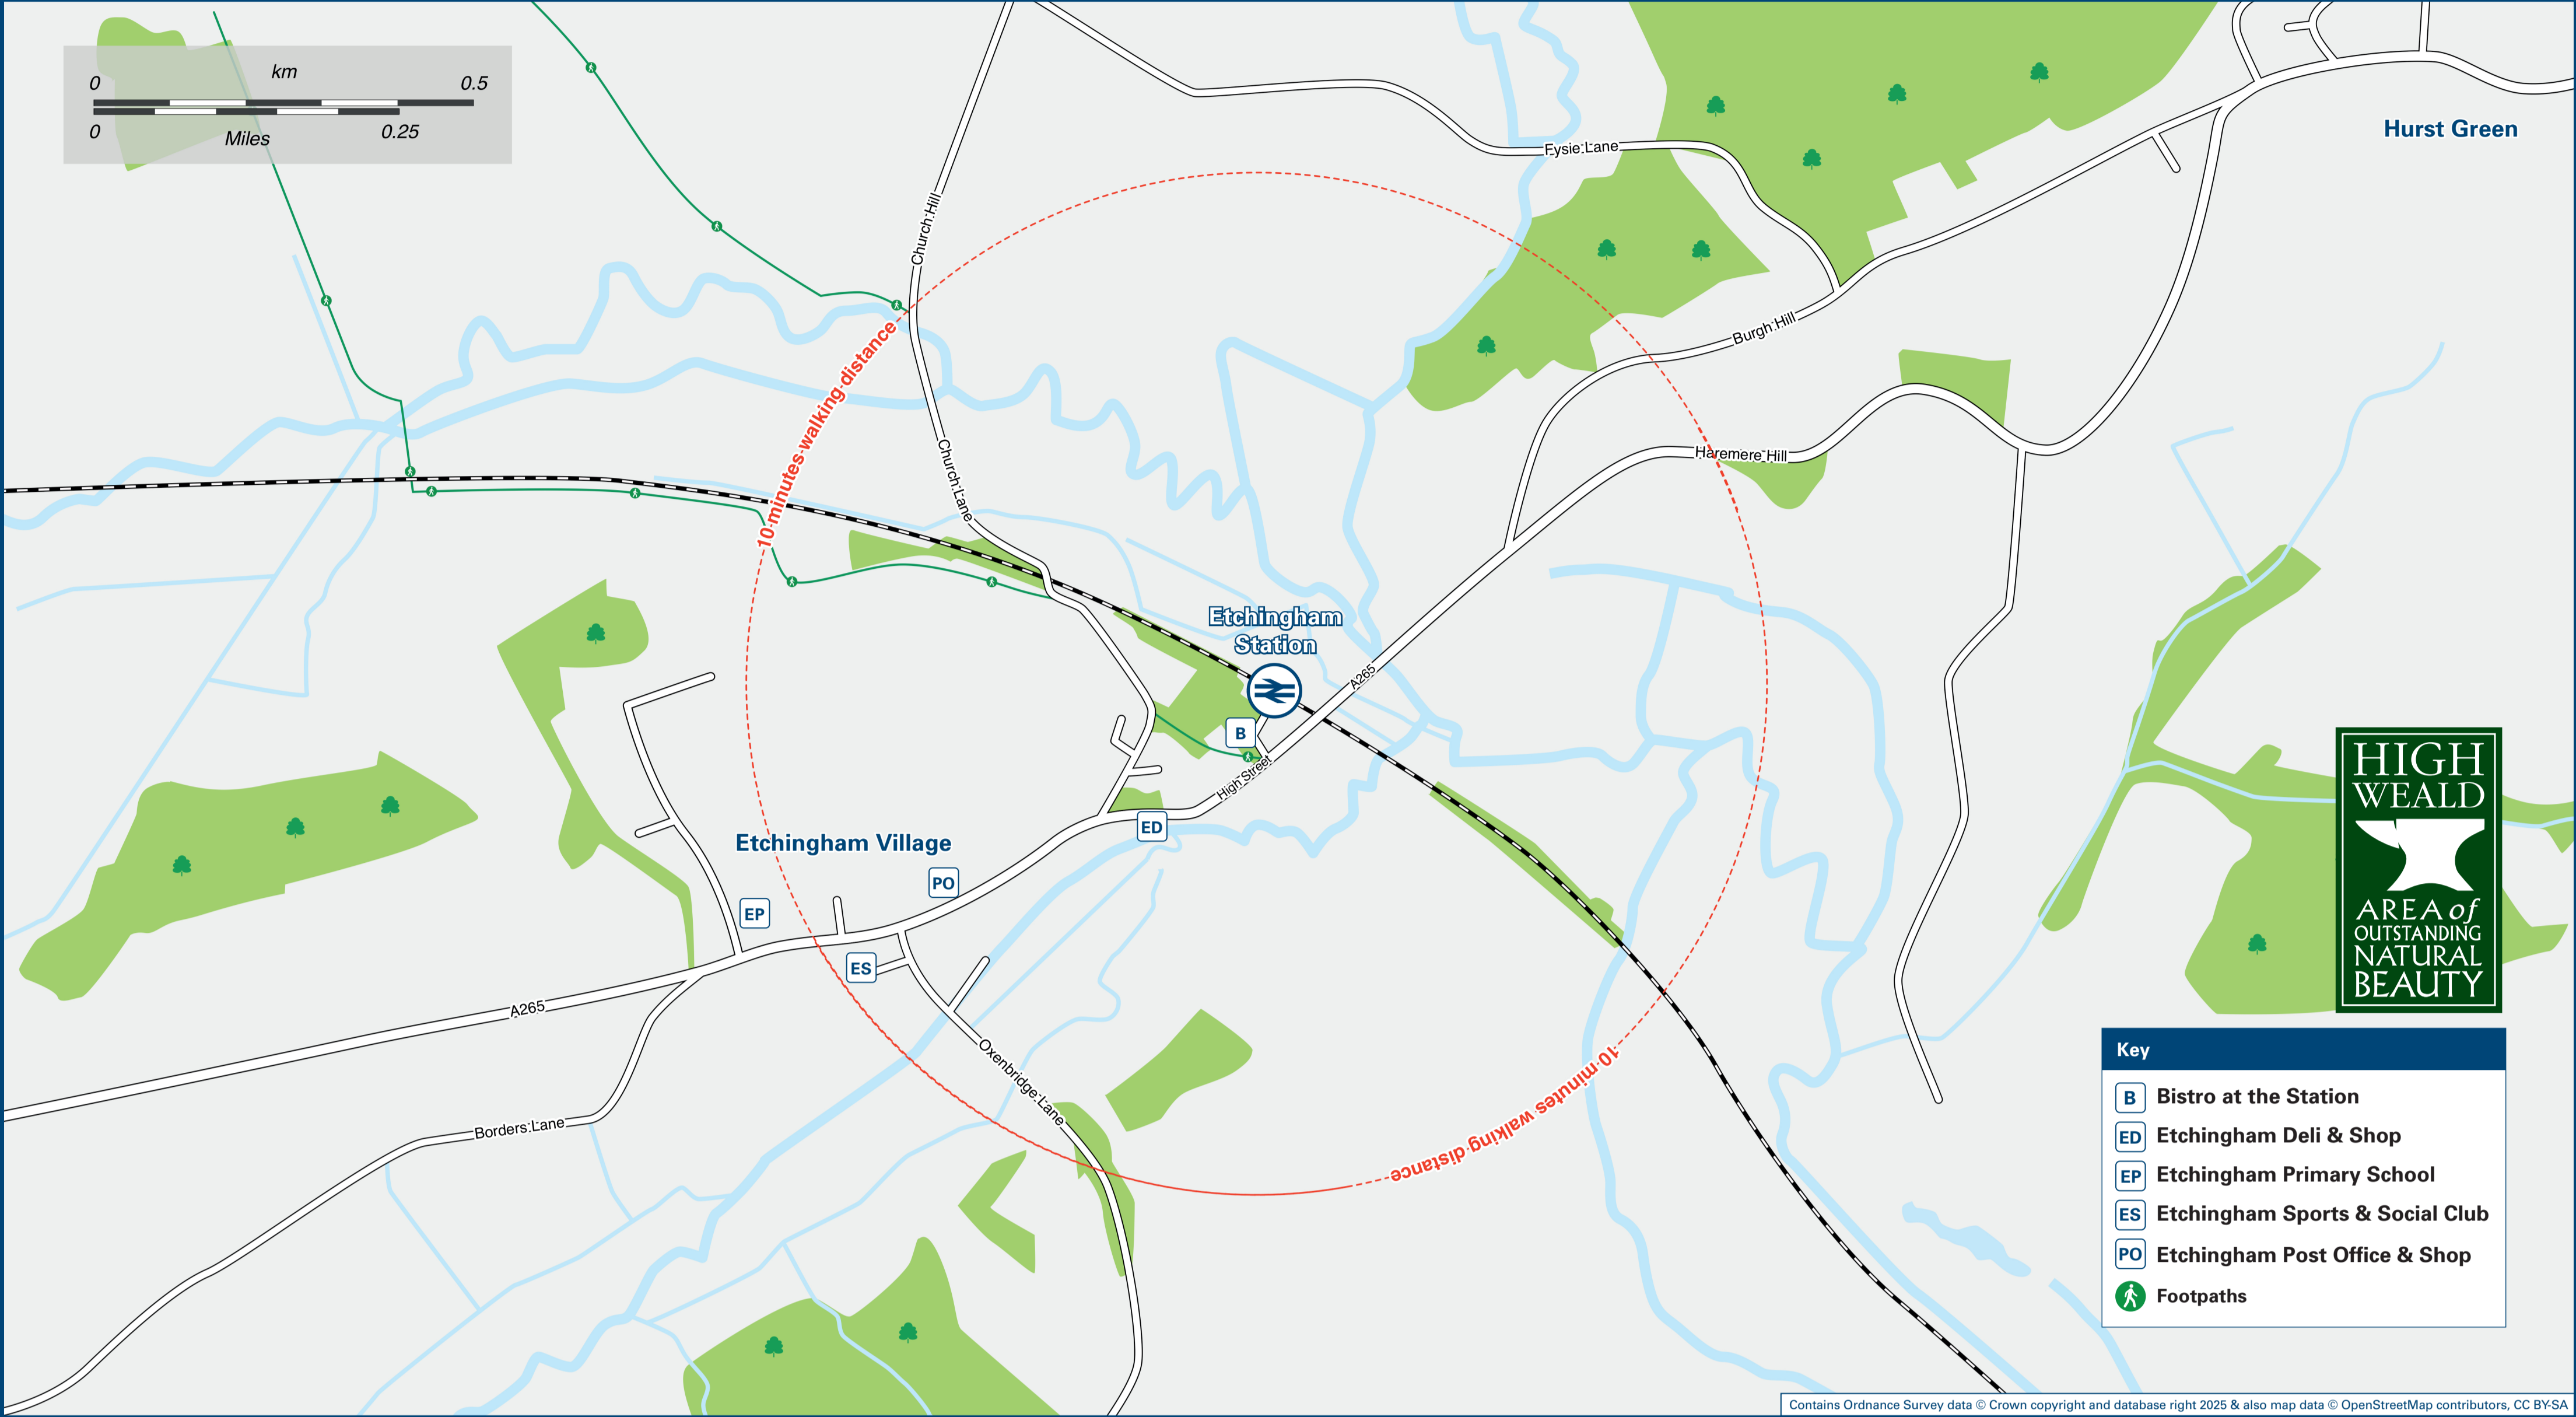 km
0
0.5
0
0.25
Miles
Hurst Green
Fysie Lane
Church Hill
10 minutes walking distance
Burgh Hill
Haremere Hill
Church Lane
Etchingham
Station
A265
B
High Street
ED
Etchingham Village
PO
EP
ES
A265
Oxenbridge Lane
10 minutes walking distance
Borders Lane
HIGH
WEALD
AREA of
OUTSTANDING
NATURAL
BEAUTY
Key
B Bistro at the Station
ED Etchingham Deli & Shop
EP Etchingham Primary School
ES Etchingham Sports & Social Club
PO Etchingham Post Office & Shop
Footpaths
Contains Ordnance Survey data © Crown copyright and database right 2025 & also map data © OpenStreetMap contributors, CC BY-SA